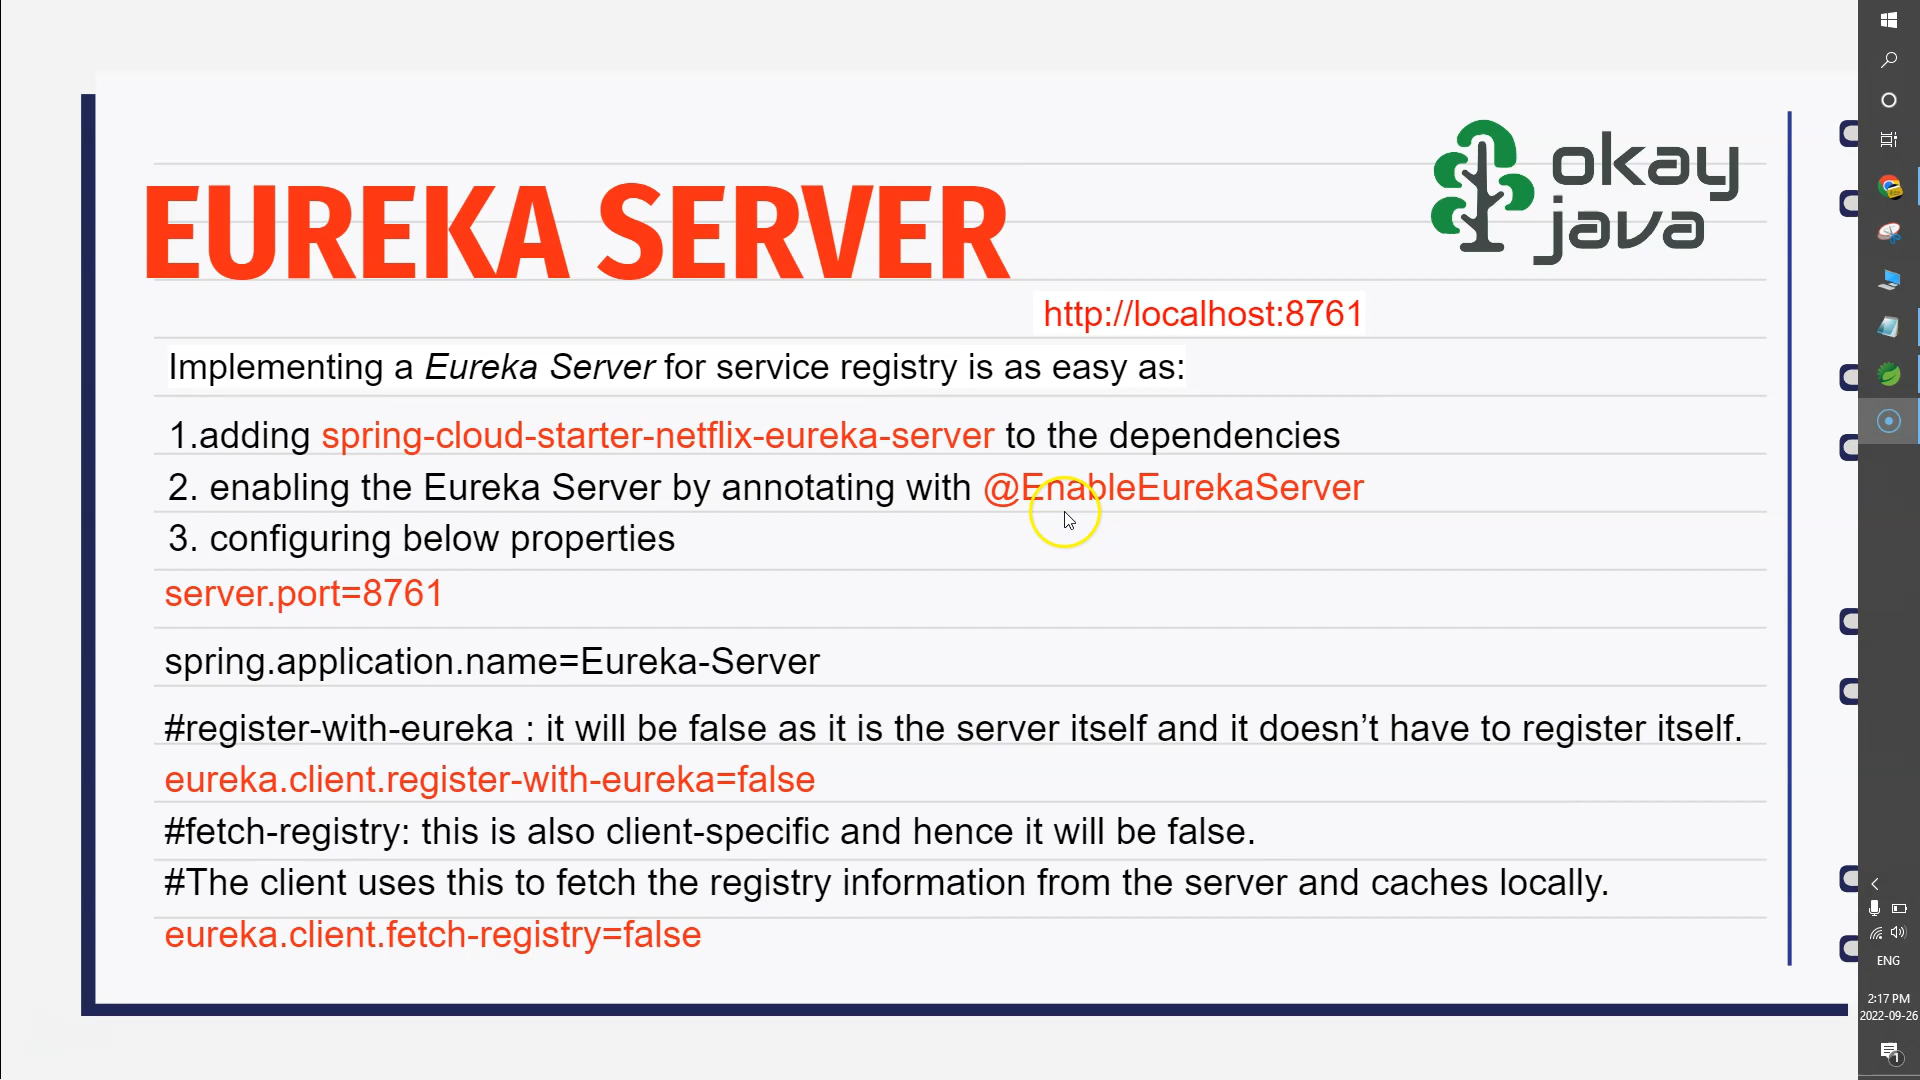 okay
java
EUREKA SERVER
http://localhost:8761
Implementing a Eureka Server for service registry is as easy as:
1.adding spring-cloud-starter-netflix-eureka-server to the dependencies
2. enabling the Eureka Server by annotating with @EnableEurekaServer
3. configuring below properties
server.port=8761
spring.application.name=Eureka-Server
#register-with-eureka : it will be false as it is the server itself and it doesn’t have to register itself.
eureka.client.register-with-eureka=false
#fetch-registry: this is also client-specific and hence it will be false.
#The client uses this to fetch the registry information from the server and caches locally.
eureka.client.fetch-registry=false
ENG
2:17 PM
2022-09-26
1